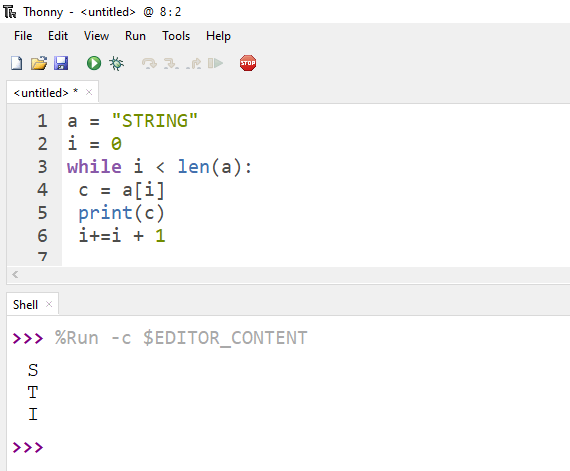 Thonny - <untitled> @ 8:2
File Edit View Run Tools Help
STOP
<untitled> * ×
1 a = "STRING"
2 i = 0
3 while i < len(a):
4  c = a[i]
5  print(c)
6  i+=i + 1
7
Shell ×
>>> %Run -c $EDITOR_CONTENT
S
T
I
>>>